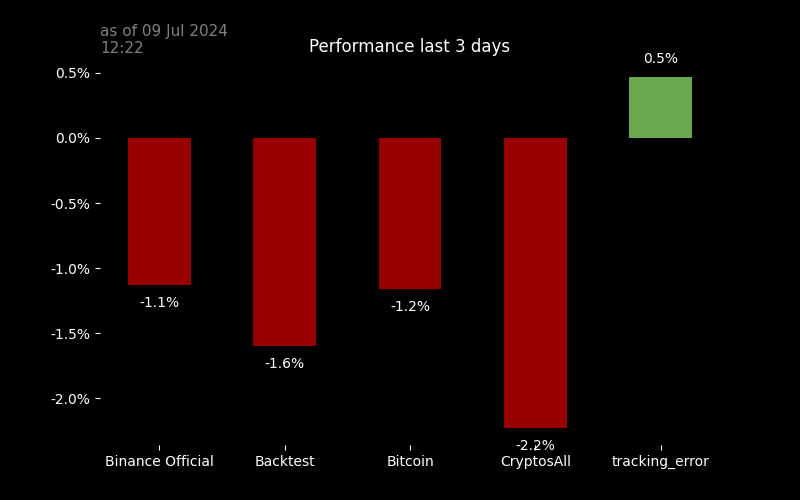 as of 09 Jul 2024
12:22
Performance last 3 days
0.5%
0.5%
0.0%
-0.5%
-1.0%
-1.1%
-1.2%
-1.5%
-1.6%
-2.0%
-2.2%
Binance Official
Backtest
Bitcoin
CryptosAll
tracking_error